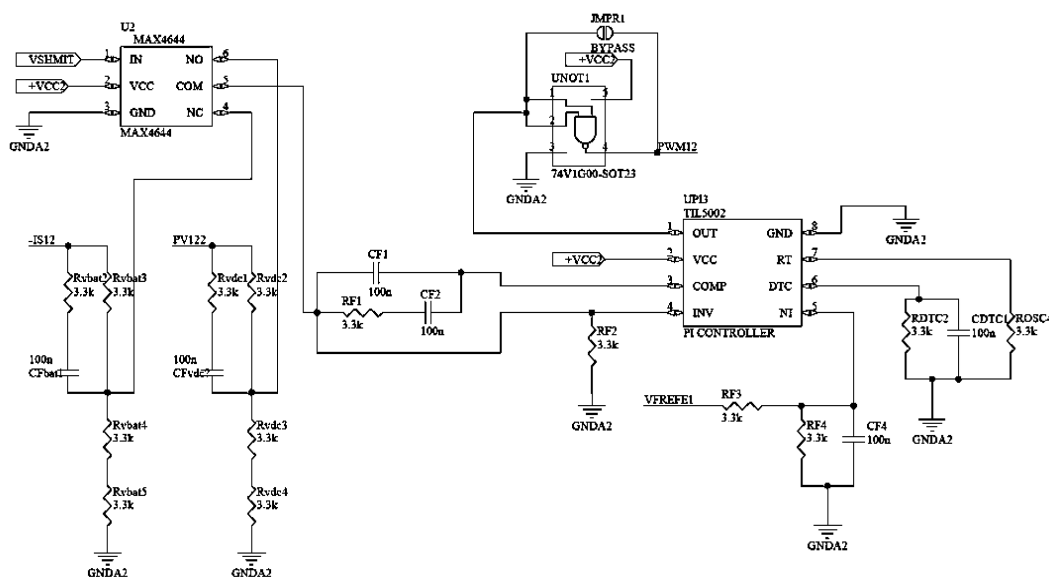 U2
MAX4644
VSHMIT 1 IN NO 6
+VCC2 2 VCC COM 5
3 GND NC 4
MAX4644
GNDA2
JMPR1
BYPASS
+VCC2
UNOT1
1 5
2
3 4
PWM12
74V1G00-SOT23
GNDA2
UPI3
TIL5002
1 OUT GND 8
GNDA2
+VCC2 2 VCC RT 7
3 COMP DTC 6
4 INV NI 5
PI CONTROLLER
-IS12
PV122
Rvbat2 3.3k
Rvbat3 3.3k
Rvdc1 3.3k
Rvdc2 3.3k
100n
CFbat1
100n
CFvdc2
Rvbat4
3.3k
Rvdc3
3.3k
Rvbat5
3.3k
Rvdc4
3.3k
GNDA2
GNDA2
CF1
100n
RF1
3.3k
CF2
100n
RF2
3.3k
GNDA2
RDTC2
3.3k
CDTC1
100n
ROSC4
3.3k
GNDA2
VFREFE1
RF3
3.3k
RF4
3.3k
CF4
100n
GNDA2